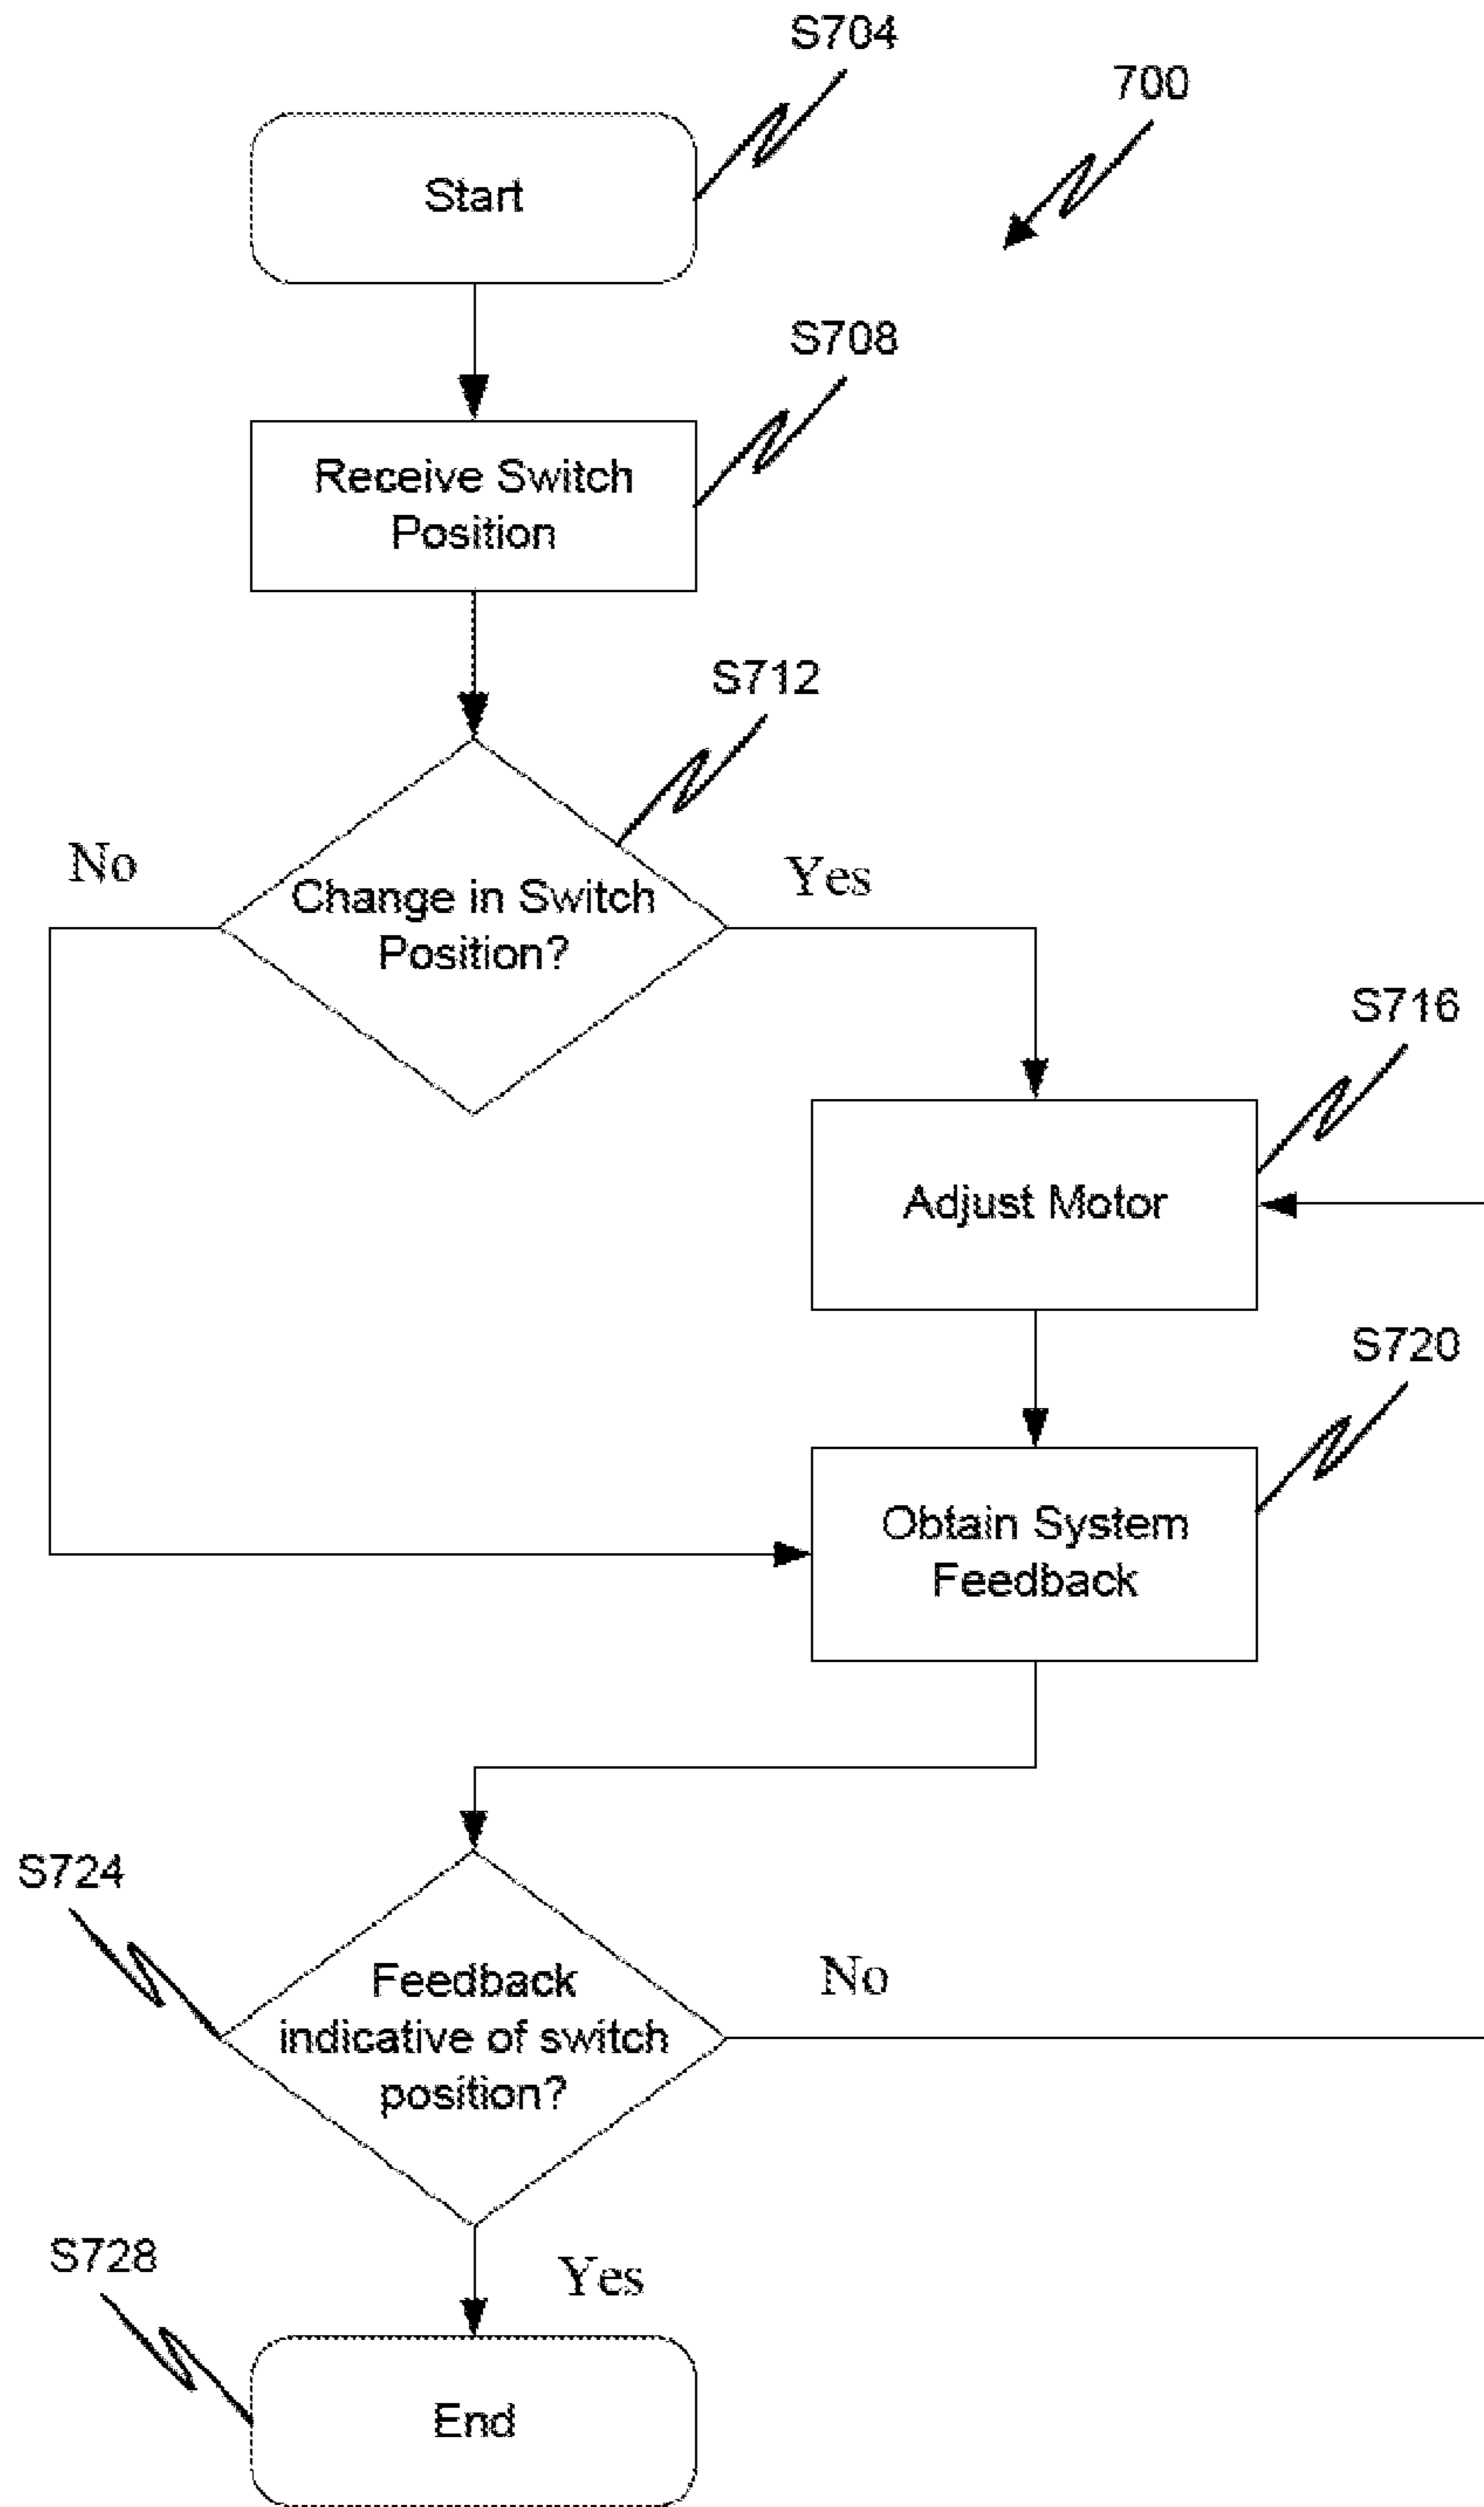 S704
700
Start
S708
Receive Switch
Position
S712
No
Yes
Change in Switch
Position?
S716
Adjust Motor
S720
Obtain System
Feedback
S724
Feedback
indicative of switch
position?
No
S728
Yes
End